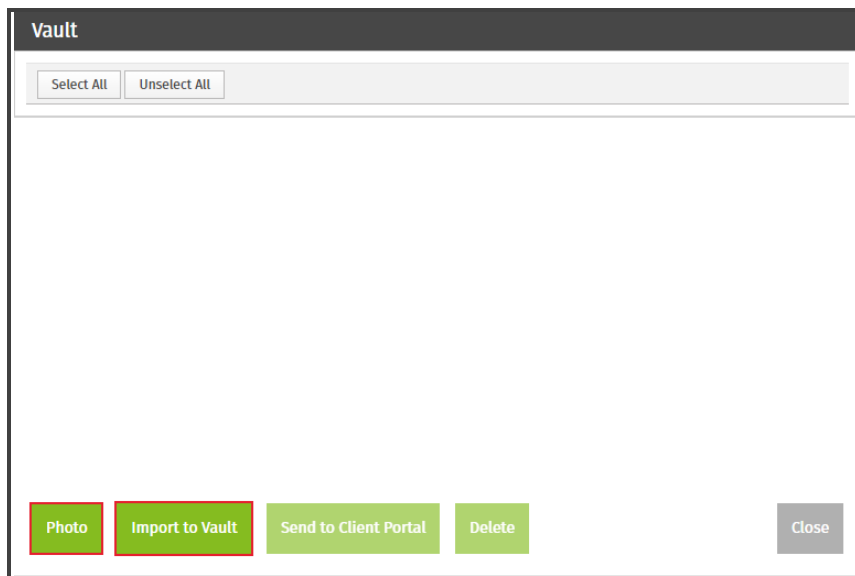 Vault
Select All Unselect All
Photo Import to Vault Send to Client Portal Delete Close